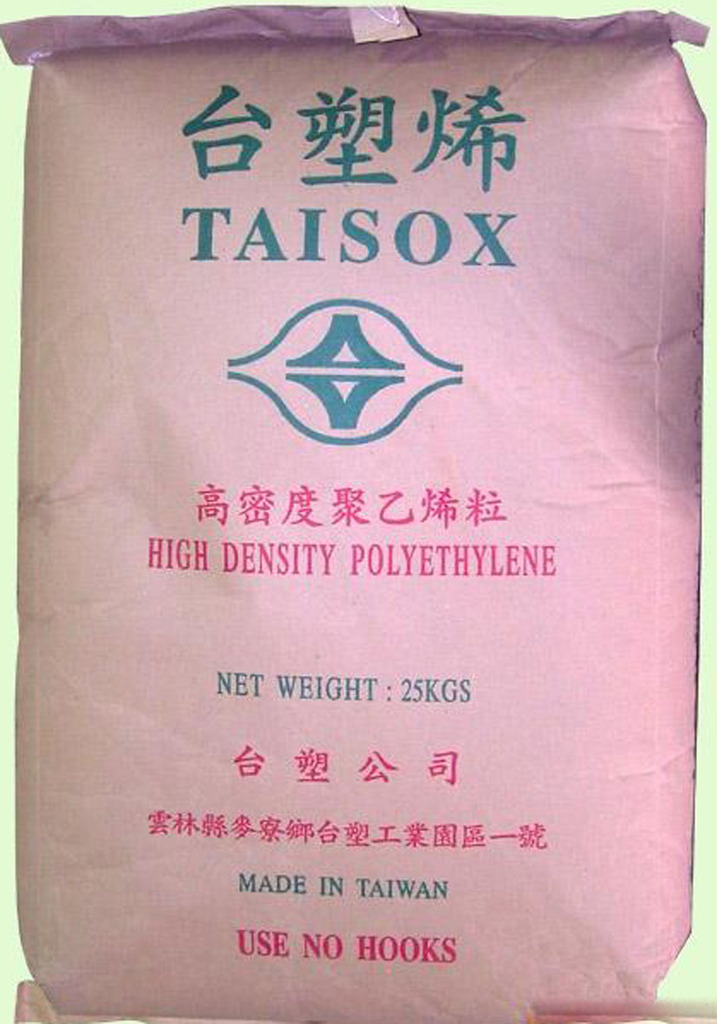 台塑烯
TAISOX
高密度聚乙烯粒
HIGH DENSITY POLYETHYLENE
NET WEIGHT : 25KGS
台塑公司
雲林縣麥寮鄉台塑工業園區一號
MADE IN TAIWAN
USE NO HOOKS